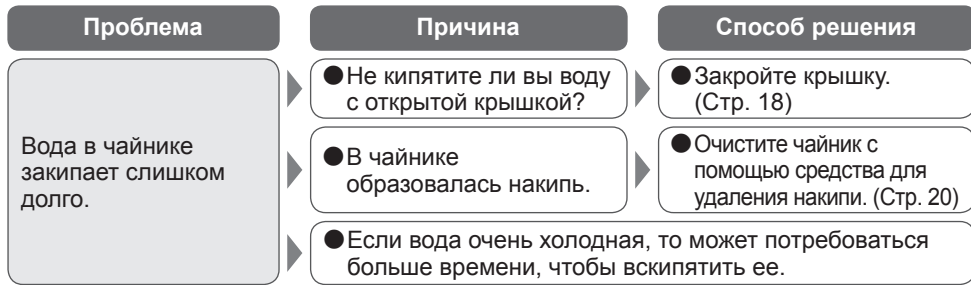 Проблема
Причина
Способ решения
Вода в чайнике
закипает слишком
долго.
●Не кипятите ли вы воду
с открытой крышкой?
●Закройте крышку.
(Стр. 18)
●В чайнике
образовалась накипь.
●Очистите чайник с
помощью средства для
удаления накипи. (Стр. 20)
●Если вода очень холодная, то может потребоваться
больше времени, чтобы вскипятить ее.